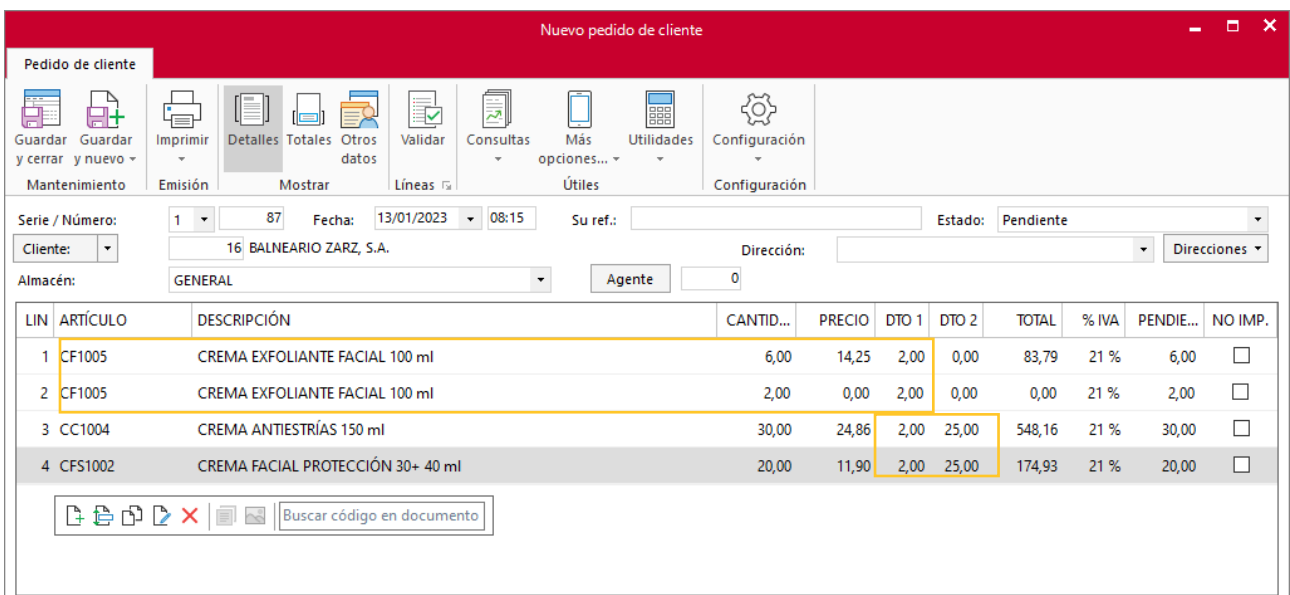 Nuevo pedido de cliente
Pedido de cliente
Guardar y cerrar
Guardar y nuevo
Imprimir
Detalles
Totales
Otros datos
Validar
Consultas
Más opciones...
Utilidades
Configuración
Mantenimiento
Emisión
Mostrar
Líneas
Útiles
Configuración
Serie / Número: 1 87 Fecha: 13/01/2023 08:15 Su ref.: Estado: Pendiente
Cliente: 16 BALNEARIO ZARZ, S.A. Dirección: Direcciones
Almacén: GENERAL Agente 0
LIN ARTÍCULO DESCRIPCIÓN CANTID... PRECIO DTO 1 DTO 2 TOTAL % IVA PENDIE... NO IMP.
1 CF1005 CREMA EXFOLIANTE FACIAL 100 ml 6,00 14,25 2,00 0,00 83,79 21 % 6,00
2 CF1005 CREMA EXFOLIANTE FACIAL 100 ml 2,00 0,00 2,00 0,00 0,00 21 % 2,00
3 CC1004 CREMA ANTIESTRÍAS 150 ml 30,00 24,86 2,00 25,00 548,16 21 % 30,00
4 CFS1002 CREMA FACIAL PROTECCIÓN 30+ 40 ml 20,00 11,90 2,00 25,00 174,93 21 % 20,00
Buscar código en documento